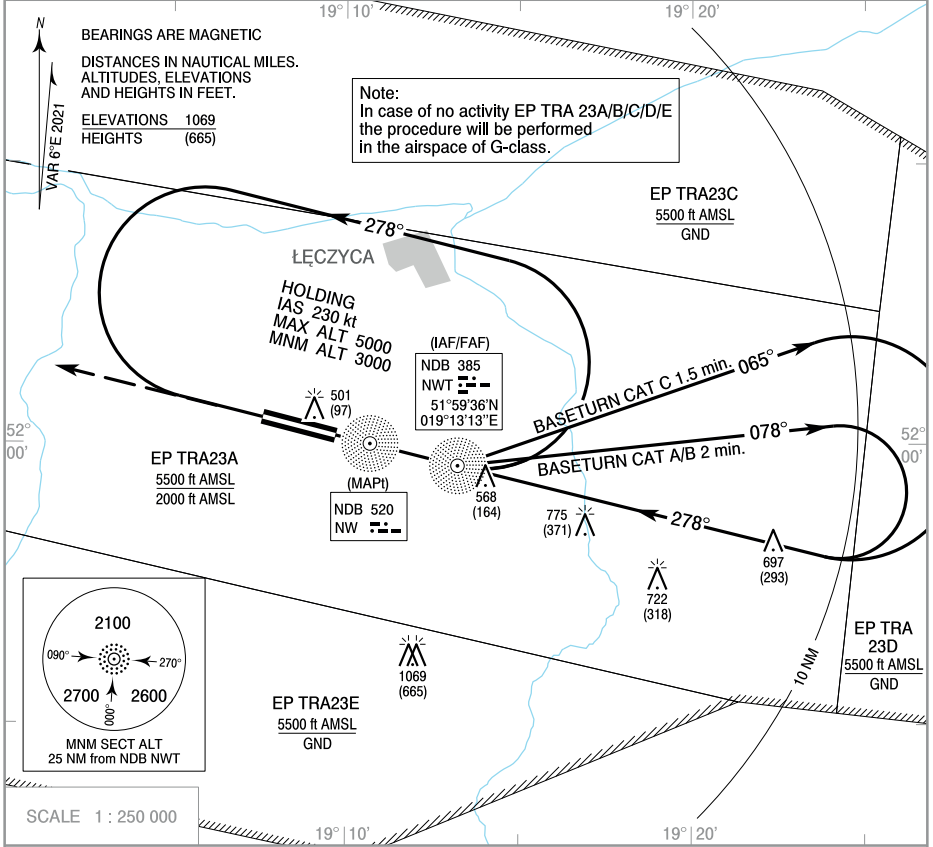 19° 10'
19° 20'
N
VAR 6°E 2021
BEARINGS ARE MAGNETIC
DISTANCES IN NAUTICAL MILES.
ALTITUDES, ELEVATIONS
AND HEIGHTS IN FEET.
ELEVATIONS 1069
HEIGHTS (665)
Note:
In case of no activity EP TRA 23A/B/C/D/E
the procedure will be performed
in the airspace of G-class.
EP TRA23C
5500 ft AMSL
GND
278°
ŁĘCZYCA
HOLDING
IAS 230 kt
MAX ALT 5000
MNM ALT 3000
(IAF/FAF)
NDB 385
NWT
51°59'36'N
019°13'13'E
501
(97)
BASETURN CAT C 1.5 min.
065°
BASETURN CAT A/B 2 min.
078°
52°
00'
52°
00'
EP TRA23A
5500 ft AMSL
2000 ft AMSL
(MAPt)
NDB 520
NW
568
(164)
775
(371)
278°
697
(293)
722
(318)
2100
090°
270°
2700
2600
000°
MNM SECT ALT
25 NM from NDB NWT
1069
(665)
EP TRA23E
5500 ft AMSL
GND
10 NM
EP TRA
23D
5500 ft AMSL
GND
SCALE 1 : 250 000
19° 10'
19° 20'